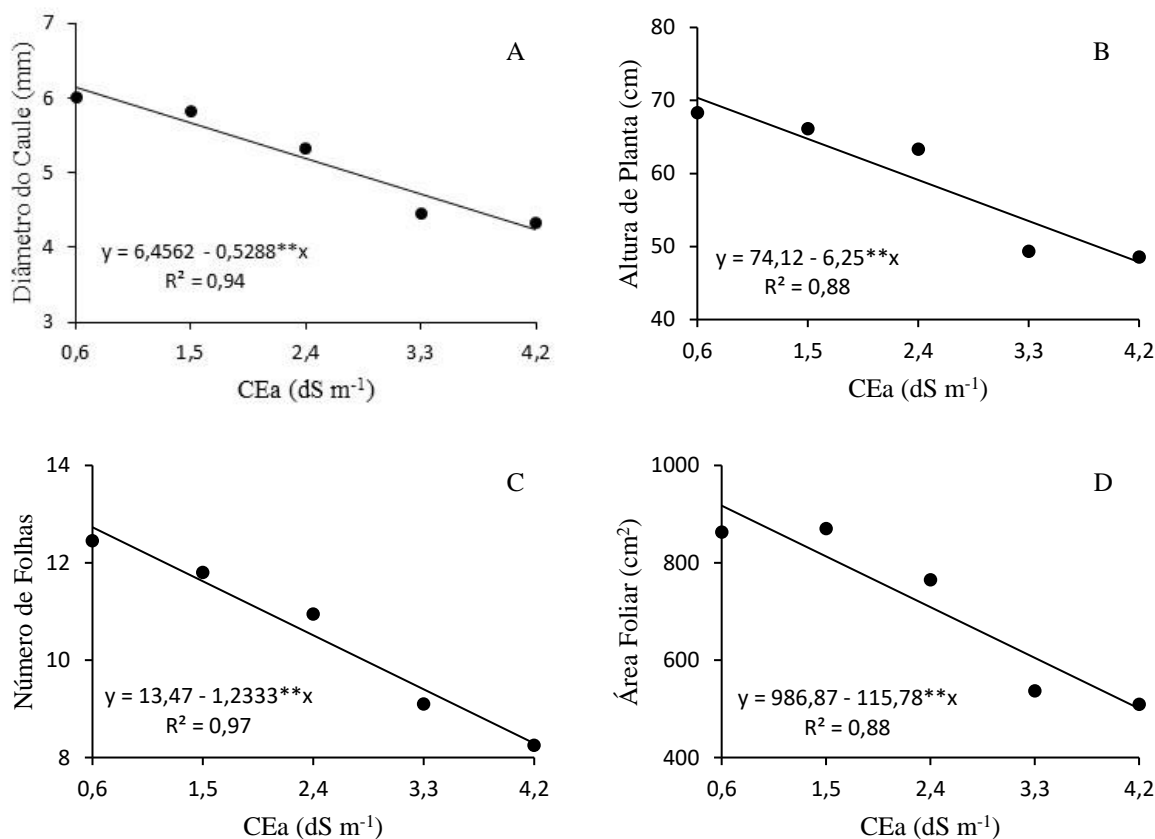 A
Diâmetro do Caule (mm)
6
5
4
3
y = 6,4562 - 0,5288**x
R² = 0,94
0,6 1,5 2,4 3,3 4,2
CEa (dS m⁻¹)
B
Altura de Planta (cm)
80
70
60
50
40
y = 74,12 - 6,25**x
R² = 0,88
0,6 1,5 2,4 3,3 4,2
CEa (dS m⁻¹)
C
Número de Folhas
14
12
10
8
y = 13,47 - 1,2333**x
R² = 0,97
0,6 1,5 2,4 3,3 4,2
CEa (dS m⁻¹)
D
Área Foliar (cm²)
1000
800
600
400
y = 986,87 - 115,78**x
R² = 0,88
0,6 1,5 2,4 3,3 4,2
CEa (dS m⁻¹)